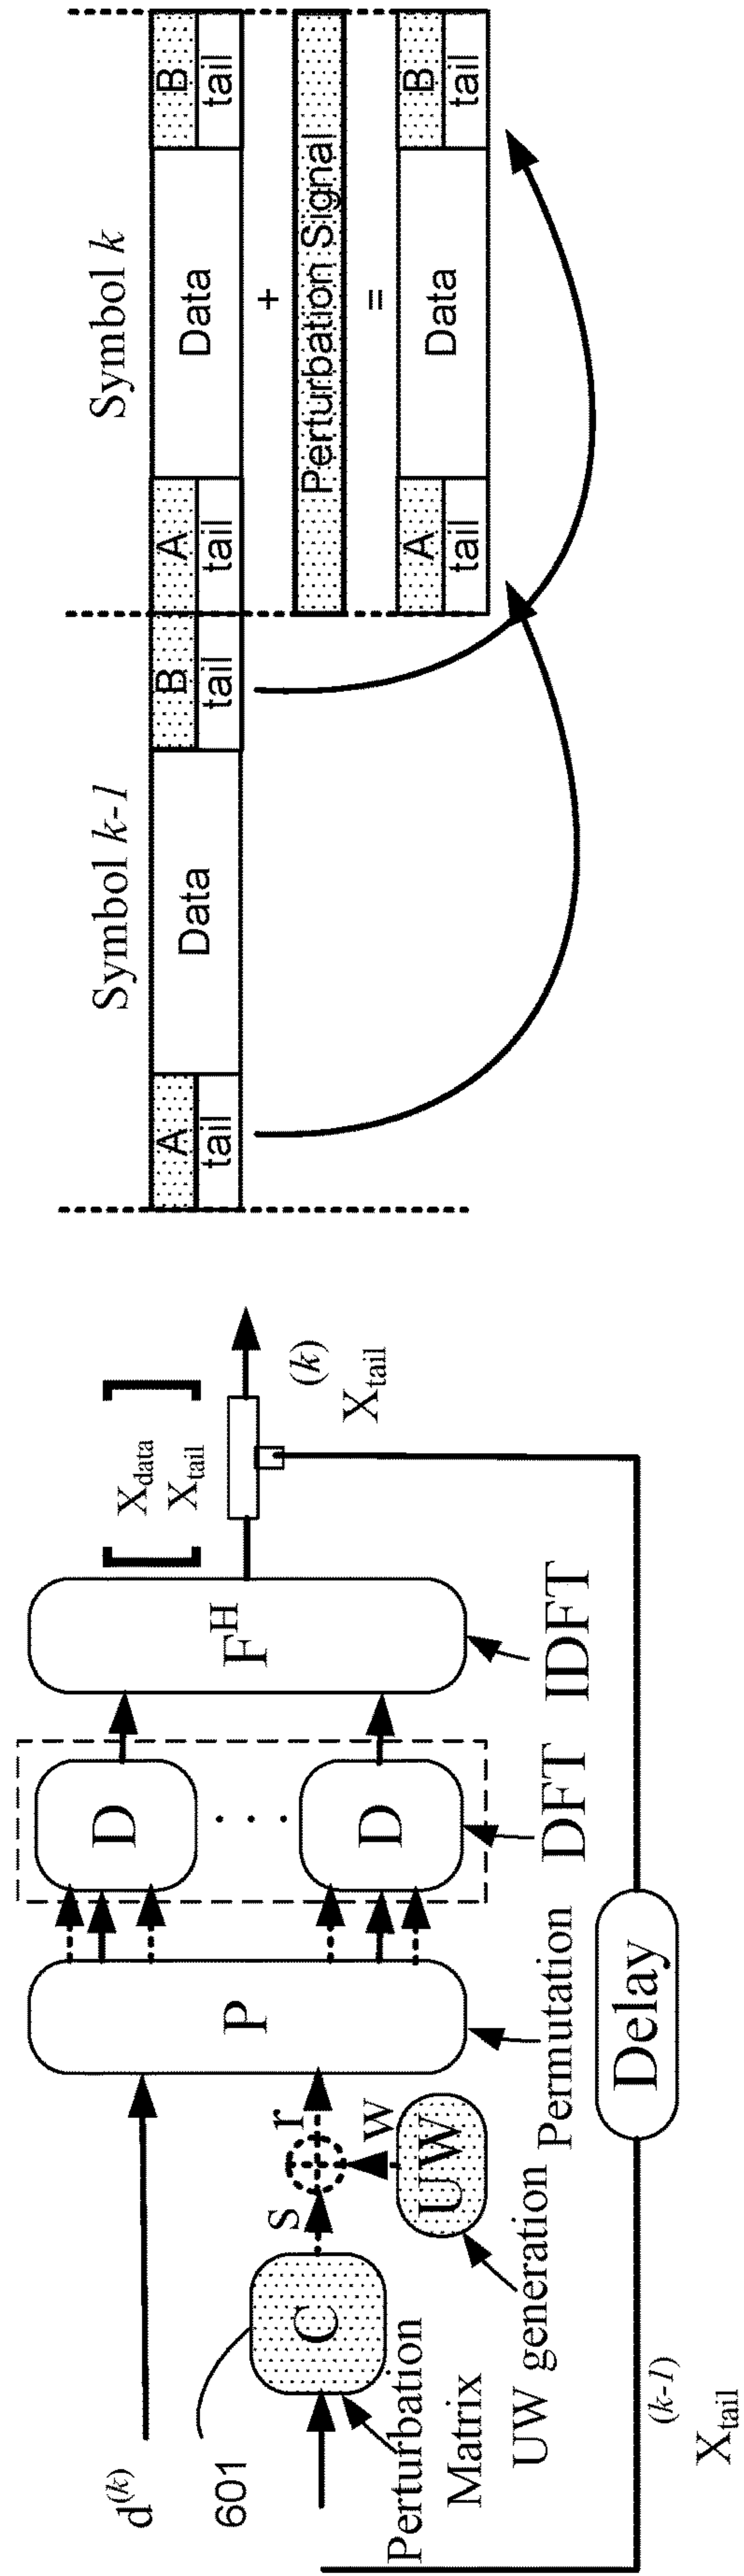 d(k)
601
C
Perturbation
Matrix
s
r
w
UW
UW generation
P
Permutation
D
. . .
D
DFT
F^H
IDFT
X_data
X_tail
(k)
X_tail
Delay
(k-1)
X_tail
Symbol k-1
Symbol k
A
tail
Data
B
tail
A
tail
Data
B
tail
+
Perturbation Signal
=
A
tail
Data
B
tail